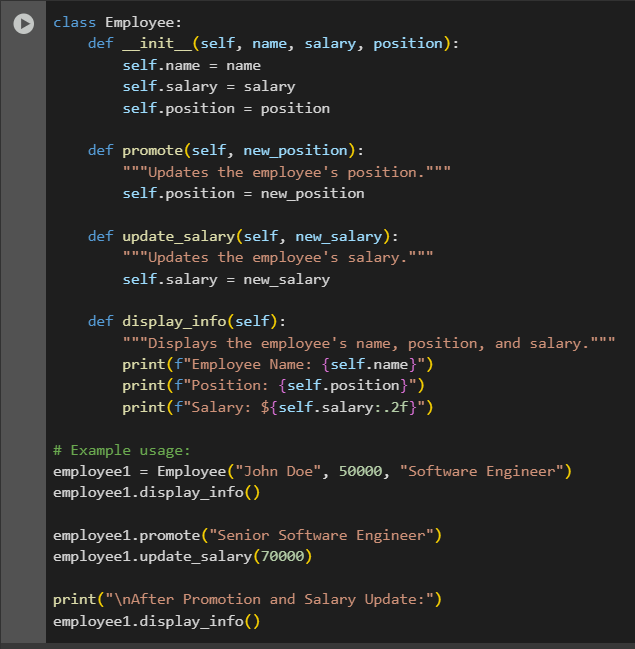 class Employee:
    def __init__(self, name, salary, position):
        self.name = name
        self.salary = salary
        self.position = position

    def promote(self, new_position):
        """Updates the employee's position."""
        self.position = new_position

    def update_salary(self, new_salary):
        """Updates the employee's salary."""
        self.salary = new_salary

    def display_info(self):
        """Displays the employee's name, position, and salary."""
        print(f"Employee Name: {self.name}")
        print(f"Position: {self.position}")
        print(f"Salary: ${self.salary:.2f}")

# Example usage:
employee1 = Employee("John Doe", 50000, "Software Engineer")
employee1.display_info()

employee1.promote("Senior Software Engineer")
employee1.update_salary(70000)

print("\nAfter Promotion and Salary Update:")
employee1.display_info()